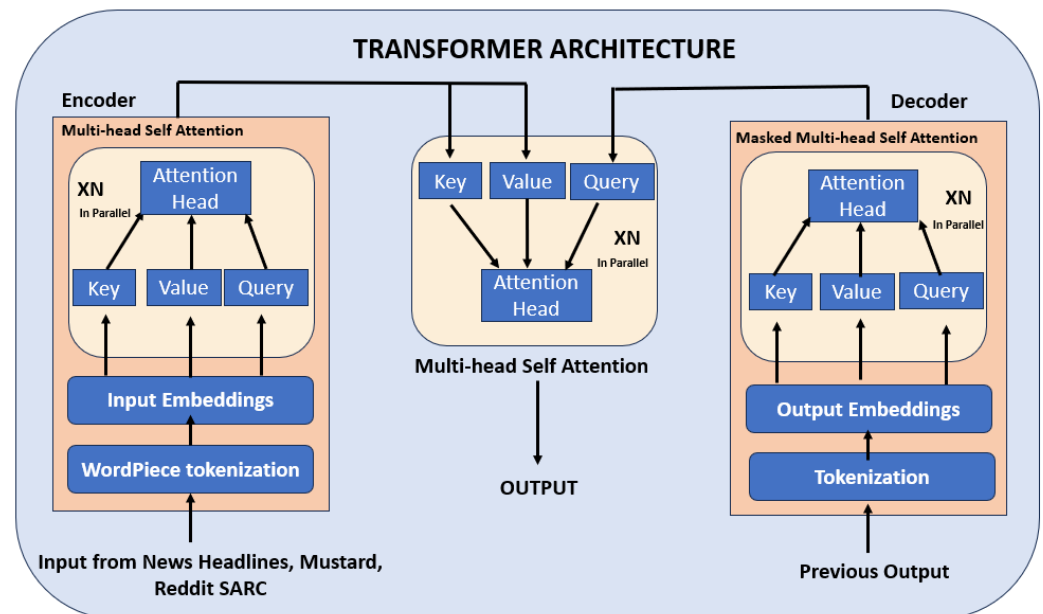 TRANSFORMER ARCHITECTURE
Encoder
Multi-head Self Attention
XN
In Parallel
Attention
Head
Key
Value
Query
Input Embeddings
WordPiece tokenization
Input from News Headlines, Mustard,
Reddit SARC
Key
Value
Query
XN
In Parallel
Attention
Head
Multi-head Self Attention
OUTPUT
Decoder
Masked Multi-head Self Attention
Attention
Head
XN
In Parallel
Key
Value
Query
Output Embeddings
Tokenization
Previous Output